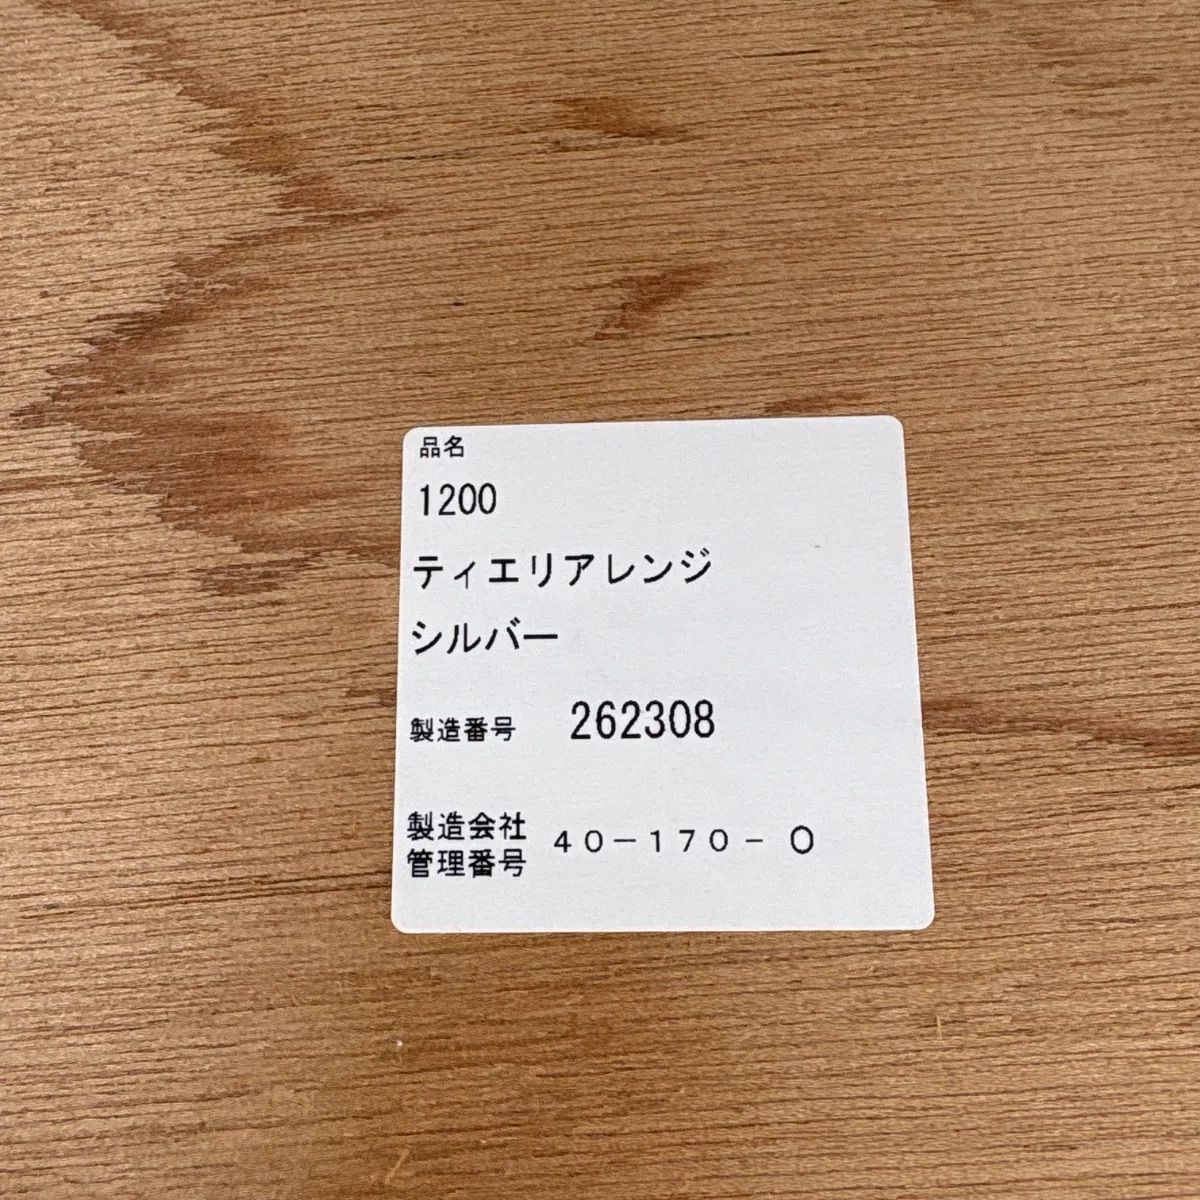 品名
1200
ティエリアレンジ
シルバー
製造番号 262308
製造会社
管理番号 40-170-0